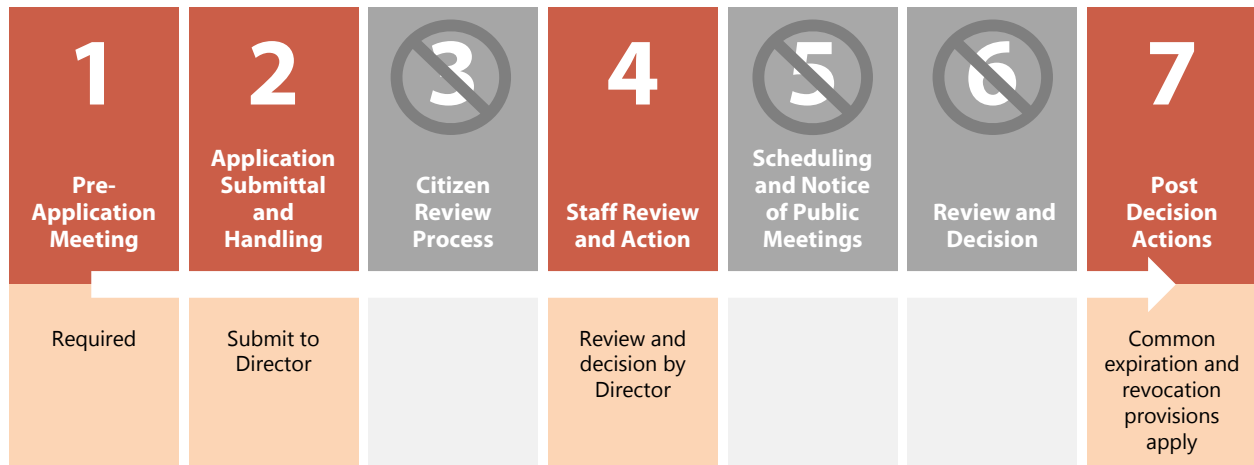 1
Pre-
Application
Meeting
2
Application
Submittal
and
Handling
3
Citizen
Review
Process
4
Staff Review
and Action
5
Scheduling
and Notice
of Public
Meetings
6
Review and
Decision
7
Post
Decision
Actions
Required
Submit to
Director
Review and
decision by
Director
Common
expiration and
revocation
provisions
apply